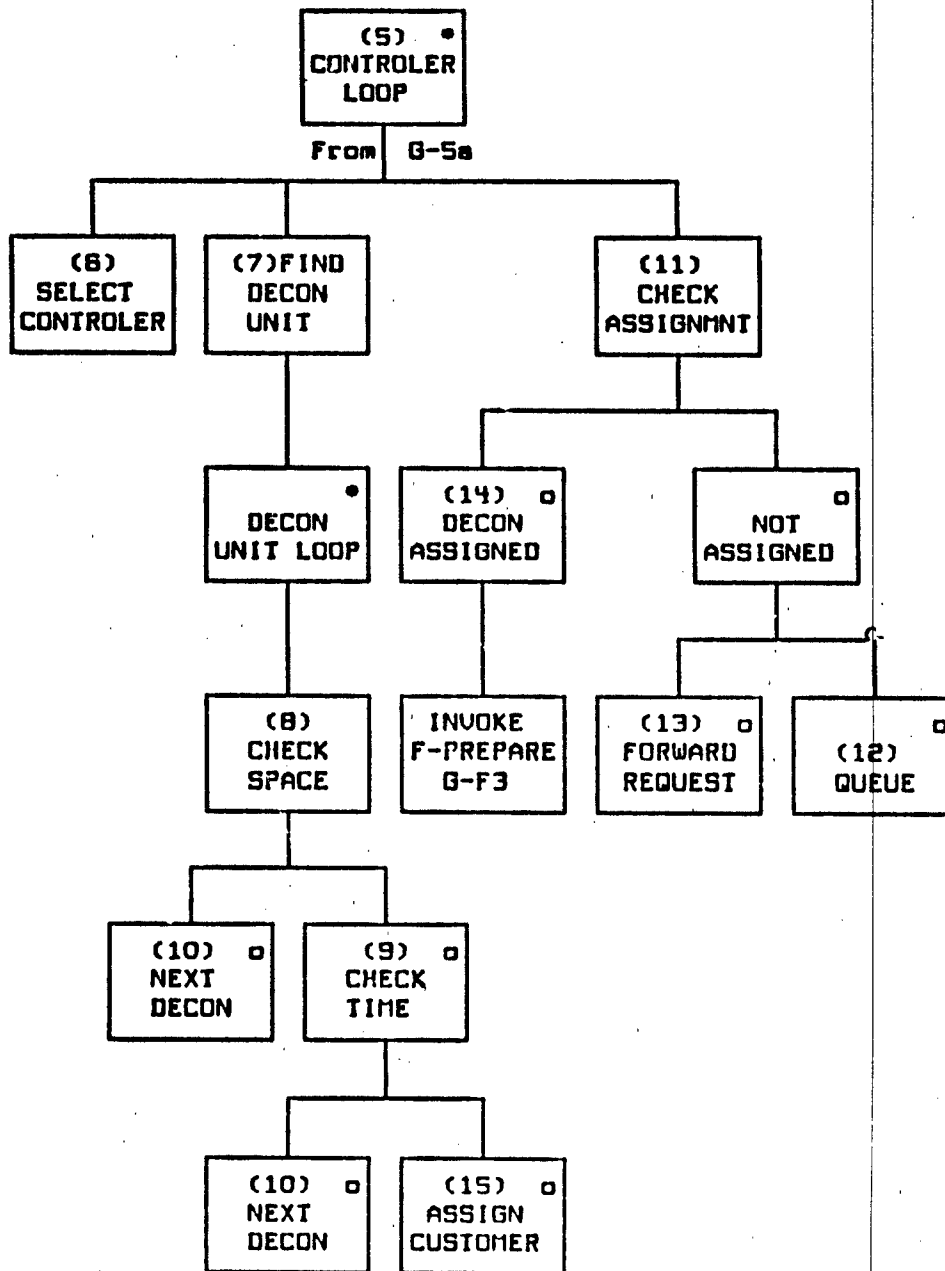 (5)
CONTROLER
LOOP
From G-5a
(6)
SELECT
CONTROLER
(7)FIND
DECON
UNIT
(11)
CHECK
ASSIGNMNT
DECON
UNIT LOOP
(14)
DECON
ASSIGNED
NOT
ASSIGNED
(8)
CHECK
SPACE
INVOKE
F-PREPARE
G-F3
(13)
FORWARD
REQUEST
(12)
QUEUE
(10)
NEXT
DECON
(9)
CHECK
TIME
(10)
NEXT
DECON
(15)
ASSIGN
CUSTOMER